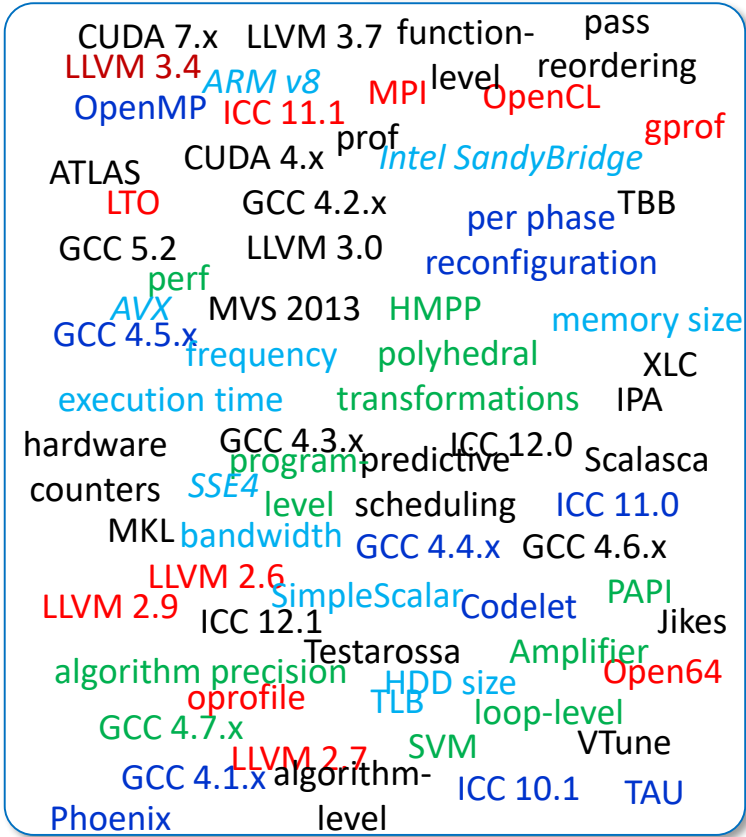 CUDA 7.x LLVM 3.7 function- pass
LLVM 3.4 ARM v8 level reordering
OpenMP ICC 11.1 MPI OpenCL
prof gprof
ATLAS CUDA 4.x Intel SandyBridge
LTO GCC 4.2.x per phase TBB
GCC 5.2 LLVM 3.0 reconfiguration
perf
AVX MVS 2013 HMPP memory size
GCC 4.5.x frequency polyhedral XLC
execution time transformations IPA
hardware GCC 4.3.x ICC 12.0
program- predictive Scalasca
counters SSE4 level scheduling ICC 11.0
MKL bandwidth GCC 4.4.x GCC 4.6.x
LLVM 2.6 SimpleScalar PAPI
LLVM 2.9 ICC 12.1 Codelet Jikes
Testarossa Amplifier
algorithm precision HDD size Open64
oprofile TLB loop-level
GCC 4.7.x SVM VTune
LLVM 2.7
GCC 4.1.x algorithm- ICC 10.1 TAU
Phoenix level